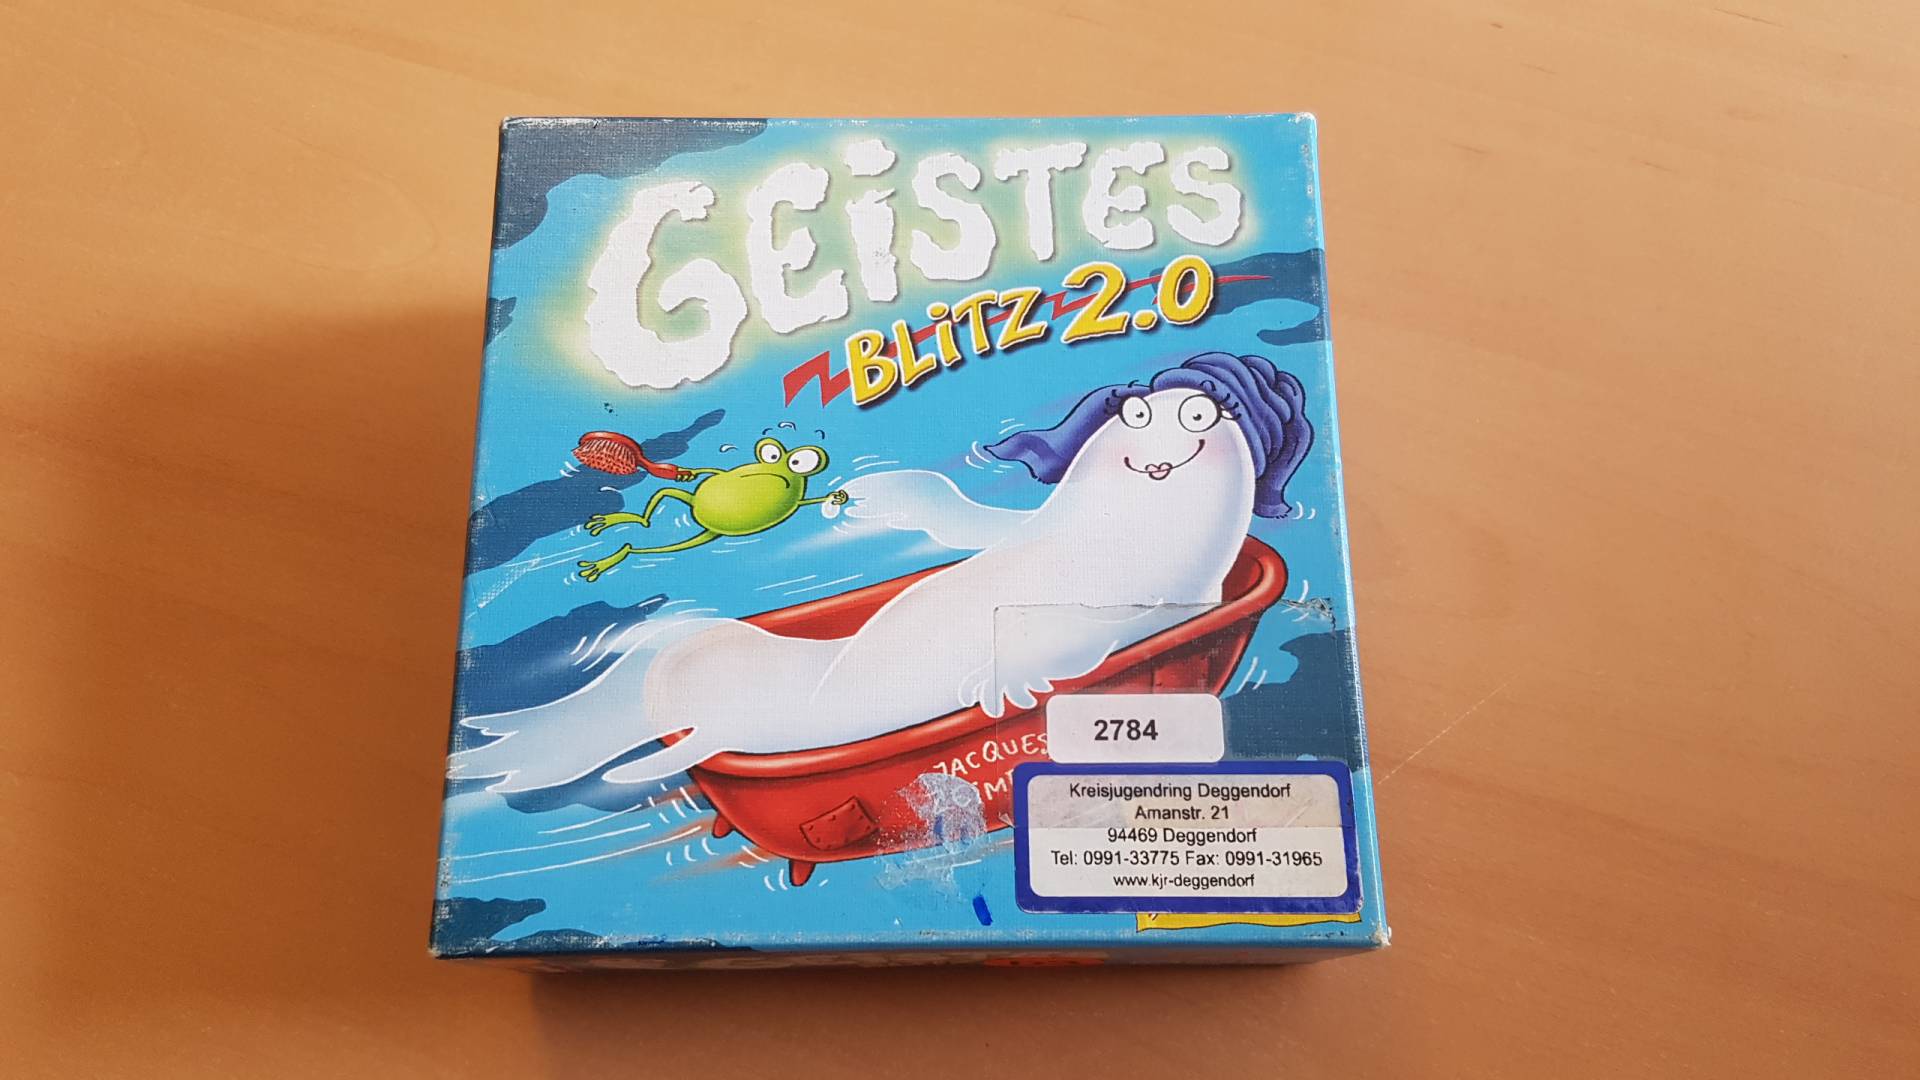 GEiSTES
BLiTZ 2.0
JACQUES
2784
Kreisjugendring Deggendorf
Amanstr. 21
94469 Deggendorf
Tel: 0991-33775 Fax: 0991-31965
www.kjr-deggendorf